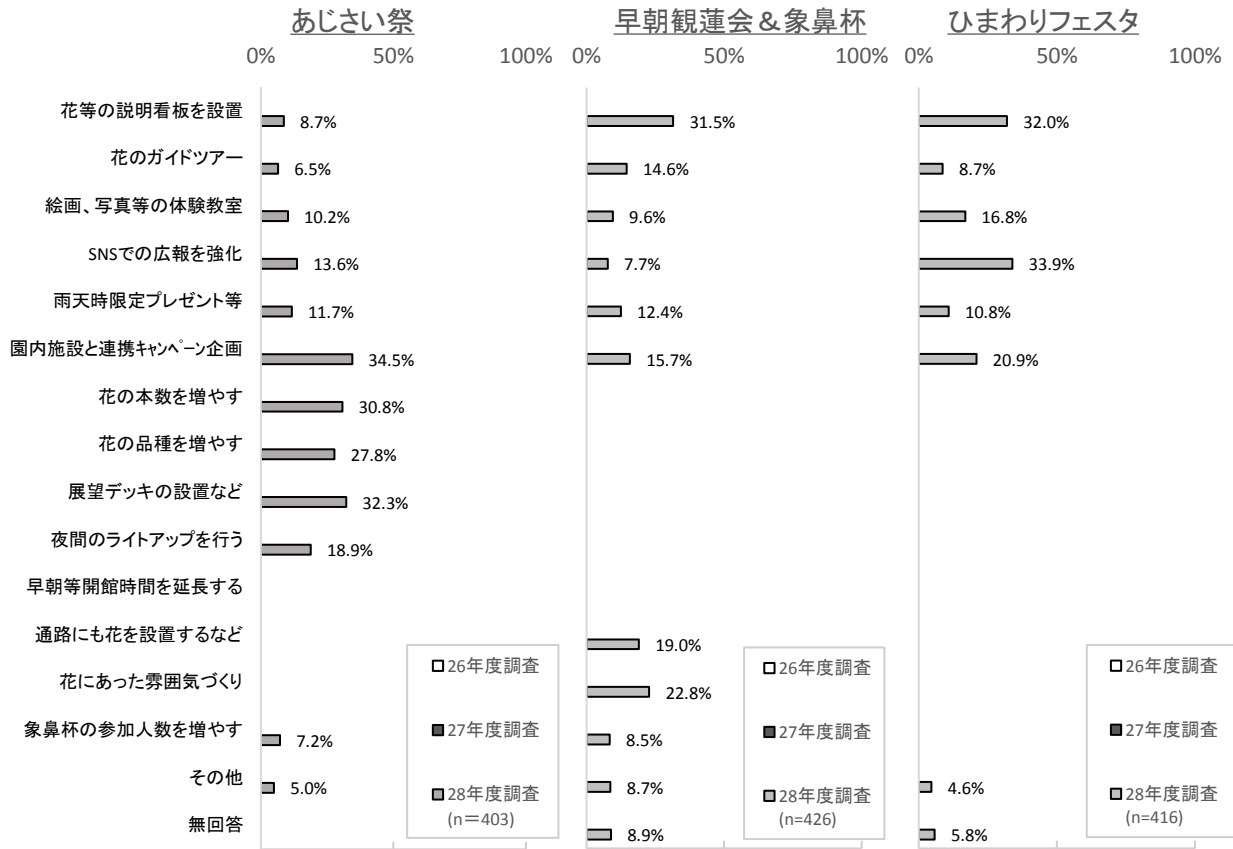 あじさい祭 早朝観蓮会&象鼻杯 ひまわりフェスタ
0% 50% 100% 0% 50% 100% 0% 50% 100%
花等の説明看板を設置 8.7% 31.5% 32.0%
花のガイドツアー 6.5% 14.6% 8.7%
絵画、写真等の体験教室 10.2% 9.6% 16.8%
SNSでの広報を強化 13.6% 7.7% 33.9%
雨天時限定プレゼント等 11.7% 12.4% 10.8%
園内施設と連携キャンペーン企画 34.5% 15.7% 20.9%
花の本数を増やす 30.8%
花の品種を増やす 27.8%
展望デッキの設置など 32.3%
夜間のライトアップを行う 18.9%
早朝等開館時間を延長する
通路にも花を設置するなど 19.0%
花にあった雰囲気づくり 22.8%
象鼻杯の参加人数を増やす 7.2% 8.5%
その他 5.0% 8.7% 4.6%
無回答 8.9% 5.8%
26年度調査
27年度調査
28年度調査
(n=403)
26年度調査
27年度調査
28年度調査
(n=426)
26年度調査
27年度調査
28年度調査
(n=416)